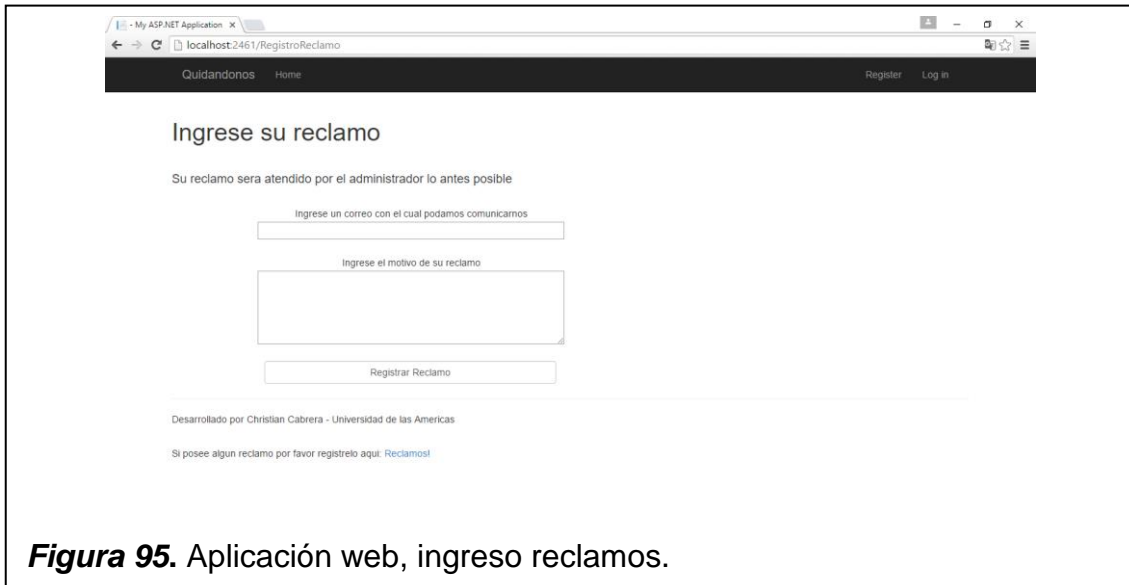 - My ASP.NET Application
localhost:2461/RegistroReclamo
Quidandonos Home Register Log in
Ingrese su reclamo
Su reclamo sera atendido por el administrador lo antes posible
Ingrese un correo con el cual podamos comunicarnos
Ingrese el motivo de su reclamo
Registrar Reclamo
Desarrollado por Christian Cabrera - Universidad de las Americas
Si posee algun reclamo por favor registrelo aqui: Reclamos!
Figura 95. Aplicación web, ingreso reclamos.